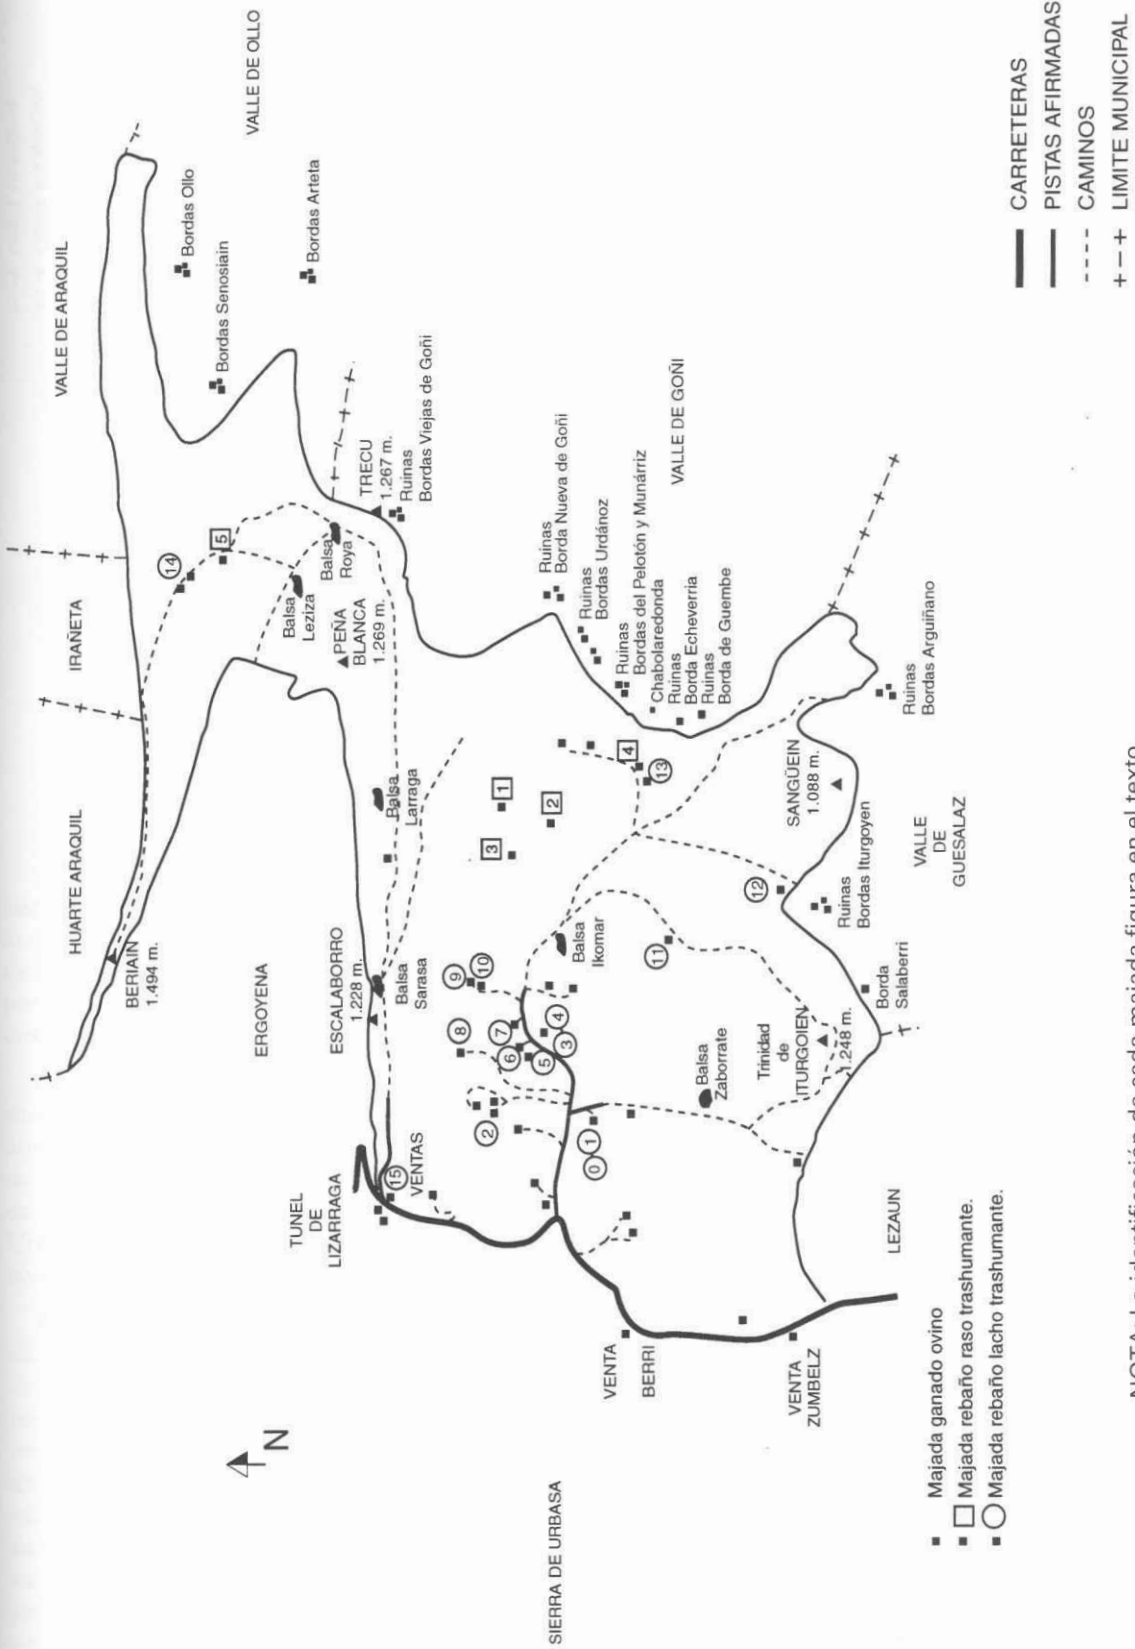 VALLE DE ARAQUIL
VALLE DE OLLO
Bordas Ollo
Bordas Senosiain
Bordas Arteta
IRAÑETA
HUARTE ARAQUIL
BERIAIN
1.494 m.
14
5
Balsa
Leziza
Balsa
Roya
TRECU
1.267 m.
Ruinas
Bordas Viejas de Goñi
PEÑA
BLANCA
1.269 m.
ERGOYENA
ESCALABORRO
1.228 m.
Balsa
Sarasa
Balsa
Larraga
TUNEL
DE
LIZARRAGA
15
VENTAS
1
2
3
4
13
Ruinas
Borda Nueva de Goñi
Ruinas
Bordas Urdánoz
Ruinas
Bordas del Pelotón y Munárriz
Chabolaredonda
Ruinas
Borda Echeverria
Ruinas
Borda de Guembe
VALLE DE GOÑI
9
10
8
7
6
5
4
3
2
1
0
Balsa
Ikomar
11
12
Balsa
Zaborrate
Trinidad
de
ITURGOIEN
1.248 m.
SANGÜEIN
1.088 m.
Ruinas
Bordas Arguiñano
Ruinas
Bordas Iturgoyen
Borda
Salaberri
VALLE
DE
GUESALAZ
LEZAUN
VENTA
BERRI
VENTA
ZUMBELZ
N
SIERRA DE URBASA
Majada ganado ovino
Majada rebaño raso trashumante.
Majada rebaño lacho trashumante.
CARRETERAS
PISTAS AFIRMADAS
CAMINOS
LIMITE MUNICIPAL
NOTA: La identificación de cada majada figura en el texto